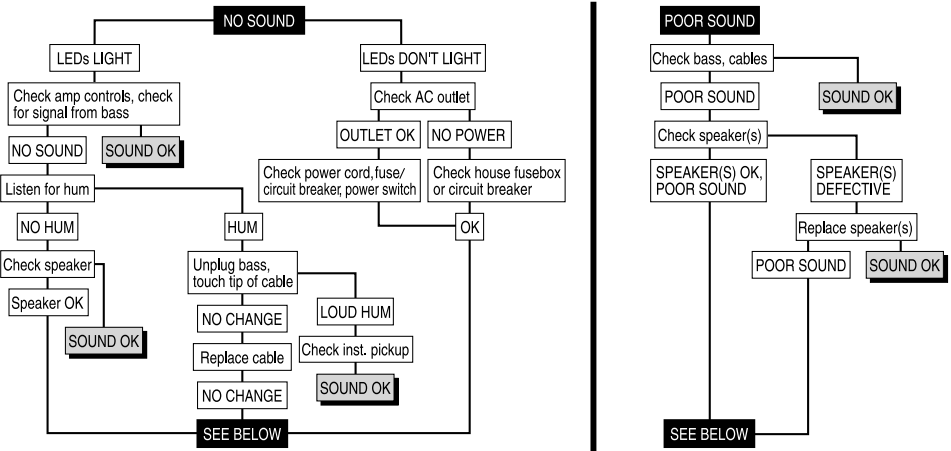 NO SOUND
LEDs LIGHT
LEDs DON'T LIGHT
Check amp controls, check
for signal from bass
Check AC outlet
NO SOUND
SOUND OK
OUTLET OK
NO POWER
Listen for hum
Check power cord, fuse/
circuit breaker, power switch
Check house fusebox
or circuit breaker
NO HUM
HUM
OK
Check speaker
Unplug bass,
touch tip of cable
Speaker OK
SOUND OK
NO CHANGE
LOUD HUM
Replace cable
Check inst. pickup
NO CHANGE
SOUND OK
SEE BELOW
POOR SOUND
Check bass, cables
POOR SOUND
SOUND OK
Check speaker(s)
SPEAKER(S) OK,
POOR SOUND
SPEAKER(S)
DEFECTIVE
Replace speaker(s)
POOR SOUND
SOUND OK
SEE BELOW